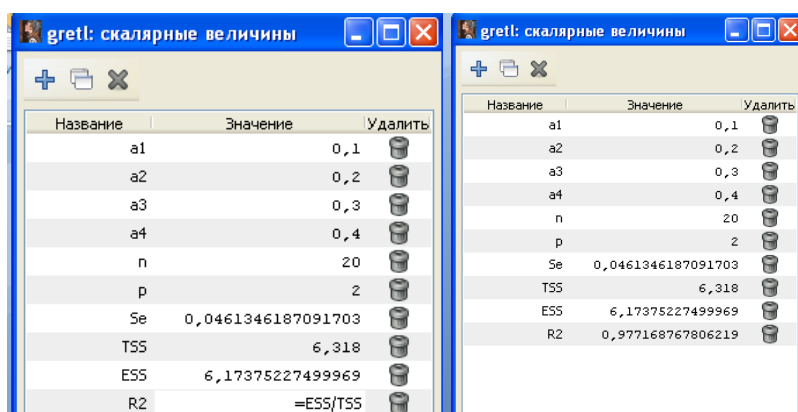 gretl: скалярные величины
Название Значение Удалить
a1 0,1
a2 0,2
a3 0,3
a4 0,4
n 20
p 2
Se 0,0461346187091703
TSS 6,318
ESS 6,17375227499969
R2 =ESS/TSS
gretl: скалярные величины
Название Значение Удалить
a1 0,1
a2 0,2
a3 0,3
a4 0,4
n 20
p 2
Se 0,0461346187091703
TSS 6,318
ESS 6,17375227499969
R2 0,977168767806219